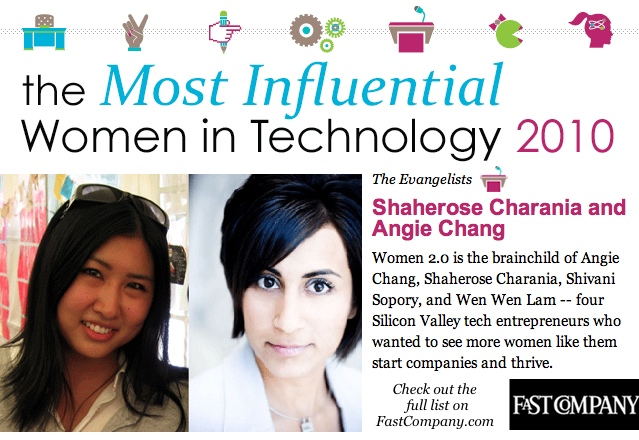 the Most Influential
Women in Technology 2010
The Evangelists
Shaherose Charania and
Angie Chang
Women 2.0 is the brainchild of Angie
Chang, Shaherose Charania, Shivani
Sopory, and Wen Wen Lam -- four
Silicon Valley tech entrepreneurs who
wanted to see more women like them
start companies and thrive.
Check out the
full list on
FastCompany.com
FAST COMPANY